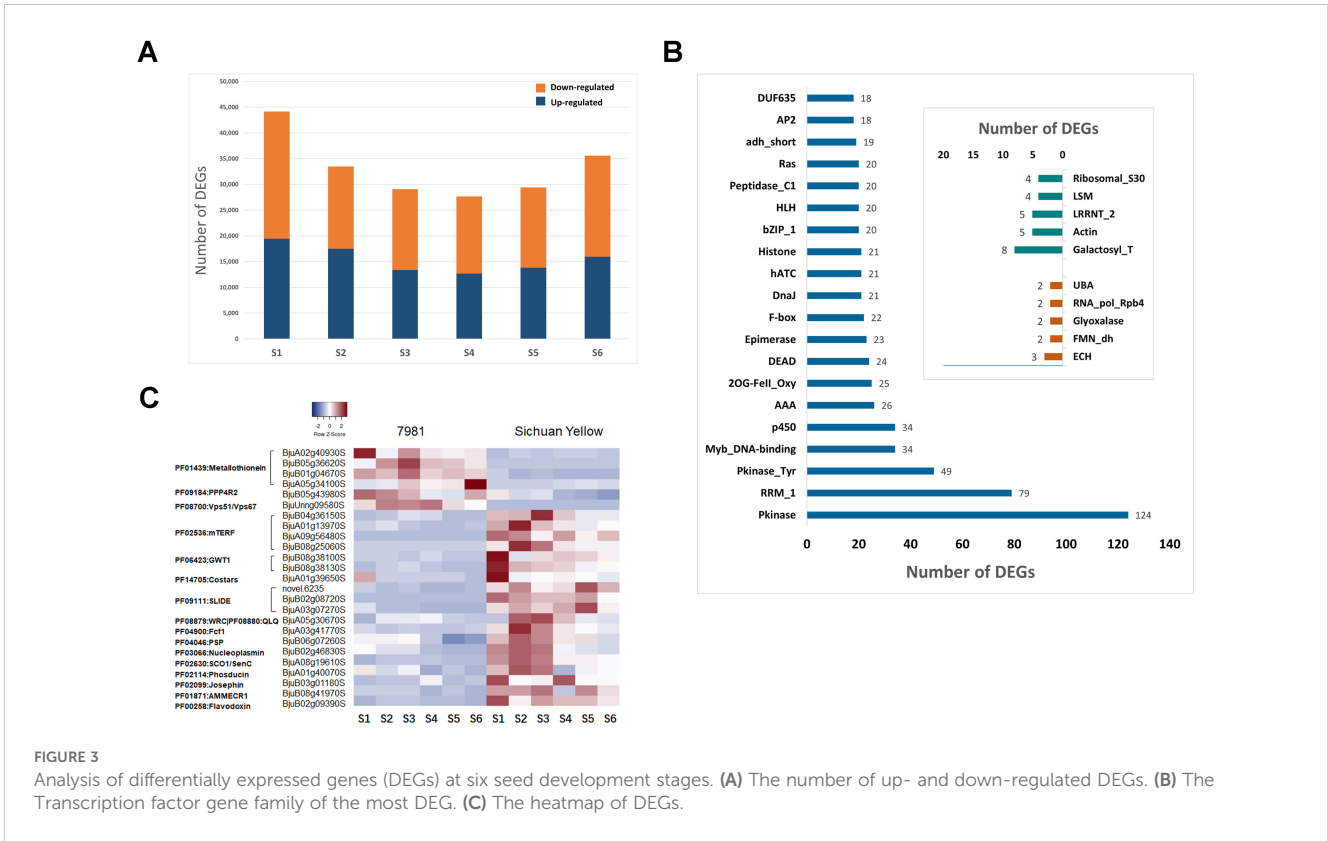 A
50,000
45,000
40,000
35,000
30,000
25,000
20,000
15,000
10,000
5,000
0
Number of DEGs
Down-regulated
Up-regulated
S1 S2 S3 S4 S5 S6
B
DUF635 18
AP2 18
adh_short 19
Ras 20
Peptidase_C1 20
HLH 20
bZIP_1 20
Histone 21
hATC 21
DnaJ 21
F-box 22
Epimerase 23
DEAD 24
2OG-FeII_Oxy 25
AAA 26
p450 34
Myb_DNA-binding 34
Pkinase_Tyr 49
RRM_1 79
Pkinase 124
0 20 40 60 80 100 120 140
Number of DEGs
Number of DEGs
20 15 10 5 0
4 Ribosomal_S30
4 LSM
5 LRRNT_2
5 Actin
8 Galactosyl_T
2 UBA
2 RNA_pol_Rpb4
2 Glyoxalase
2 FMN_dh
3 ECH
C
-2 0 2
Row Z-Score
7981 Sichuan Yellow
PF01439:Metallothionein
PF09184:PPP4R2
PF08700:Vps51/Vps67
PF02536:mTERF
PF06423:GWT1
PF14705:Costars
PF09111:SLIDE
PF08879:WRC|PF08880:QLQ
PF04900:Fcf1
PF04046:PSP
PF03066:Nucleoplasmin
PF02630:SCO1/SenC
PF02114:Phosducin
PF02099:Josephin
PF01871:AMMECR1
PF00258:Flavodoxin
BjuA02g40930S
BjuB05g36620S
BjuB01g04670S
BjuA05g34100S
BjuB05g43980S
BjuUnng09580S
BjuB04g36150S
BjuA01g13970S
BjuA09g56480S
BjuB08g25060S
BjuB08g38100S
BjuB08g38130S
BjuA01g39650S
novel.6235
BjuB02g08720S
BjuA03g07270S
BjuA05g30670S
BjuA03g41770S
BjuB06g07260S
BjuB02g46830S
BjuA08g19610S
BjuA01g40070S
BjuB03g01180S
BjuB08g41970S
BjuB02g09390S
S1 S2 S3 S4 S5 S6 S1 S2 S3 S4 S5 S6
FIGURE 3
Analysis of differentially expressed genes (DEGs) at six seed development stages. (A) The number of up- and down-regulated DEGs. (B) The
Transcription factor gene family of the most DEG. (C) The heatmap of DEGs.